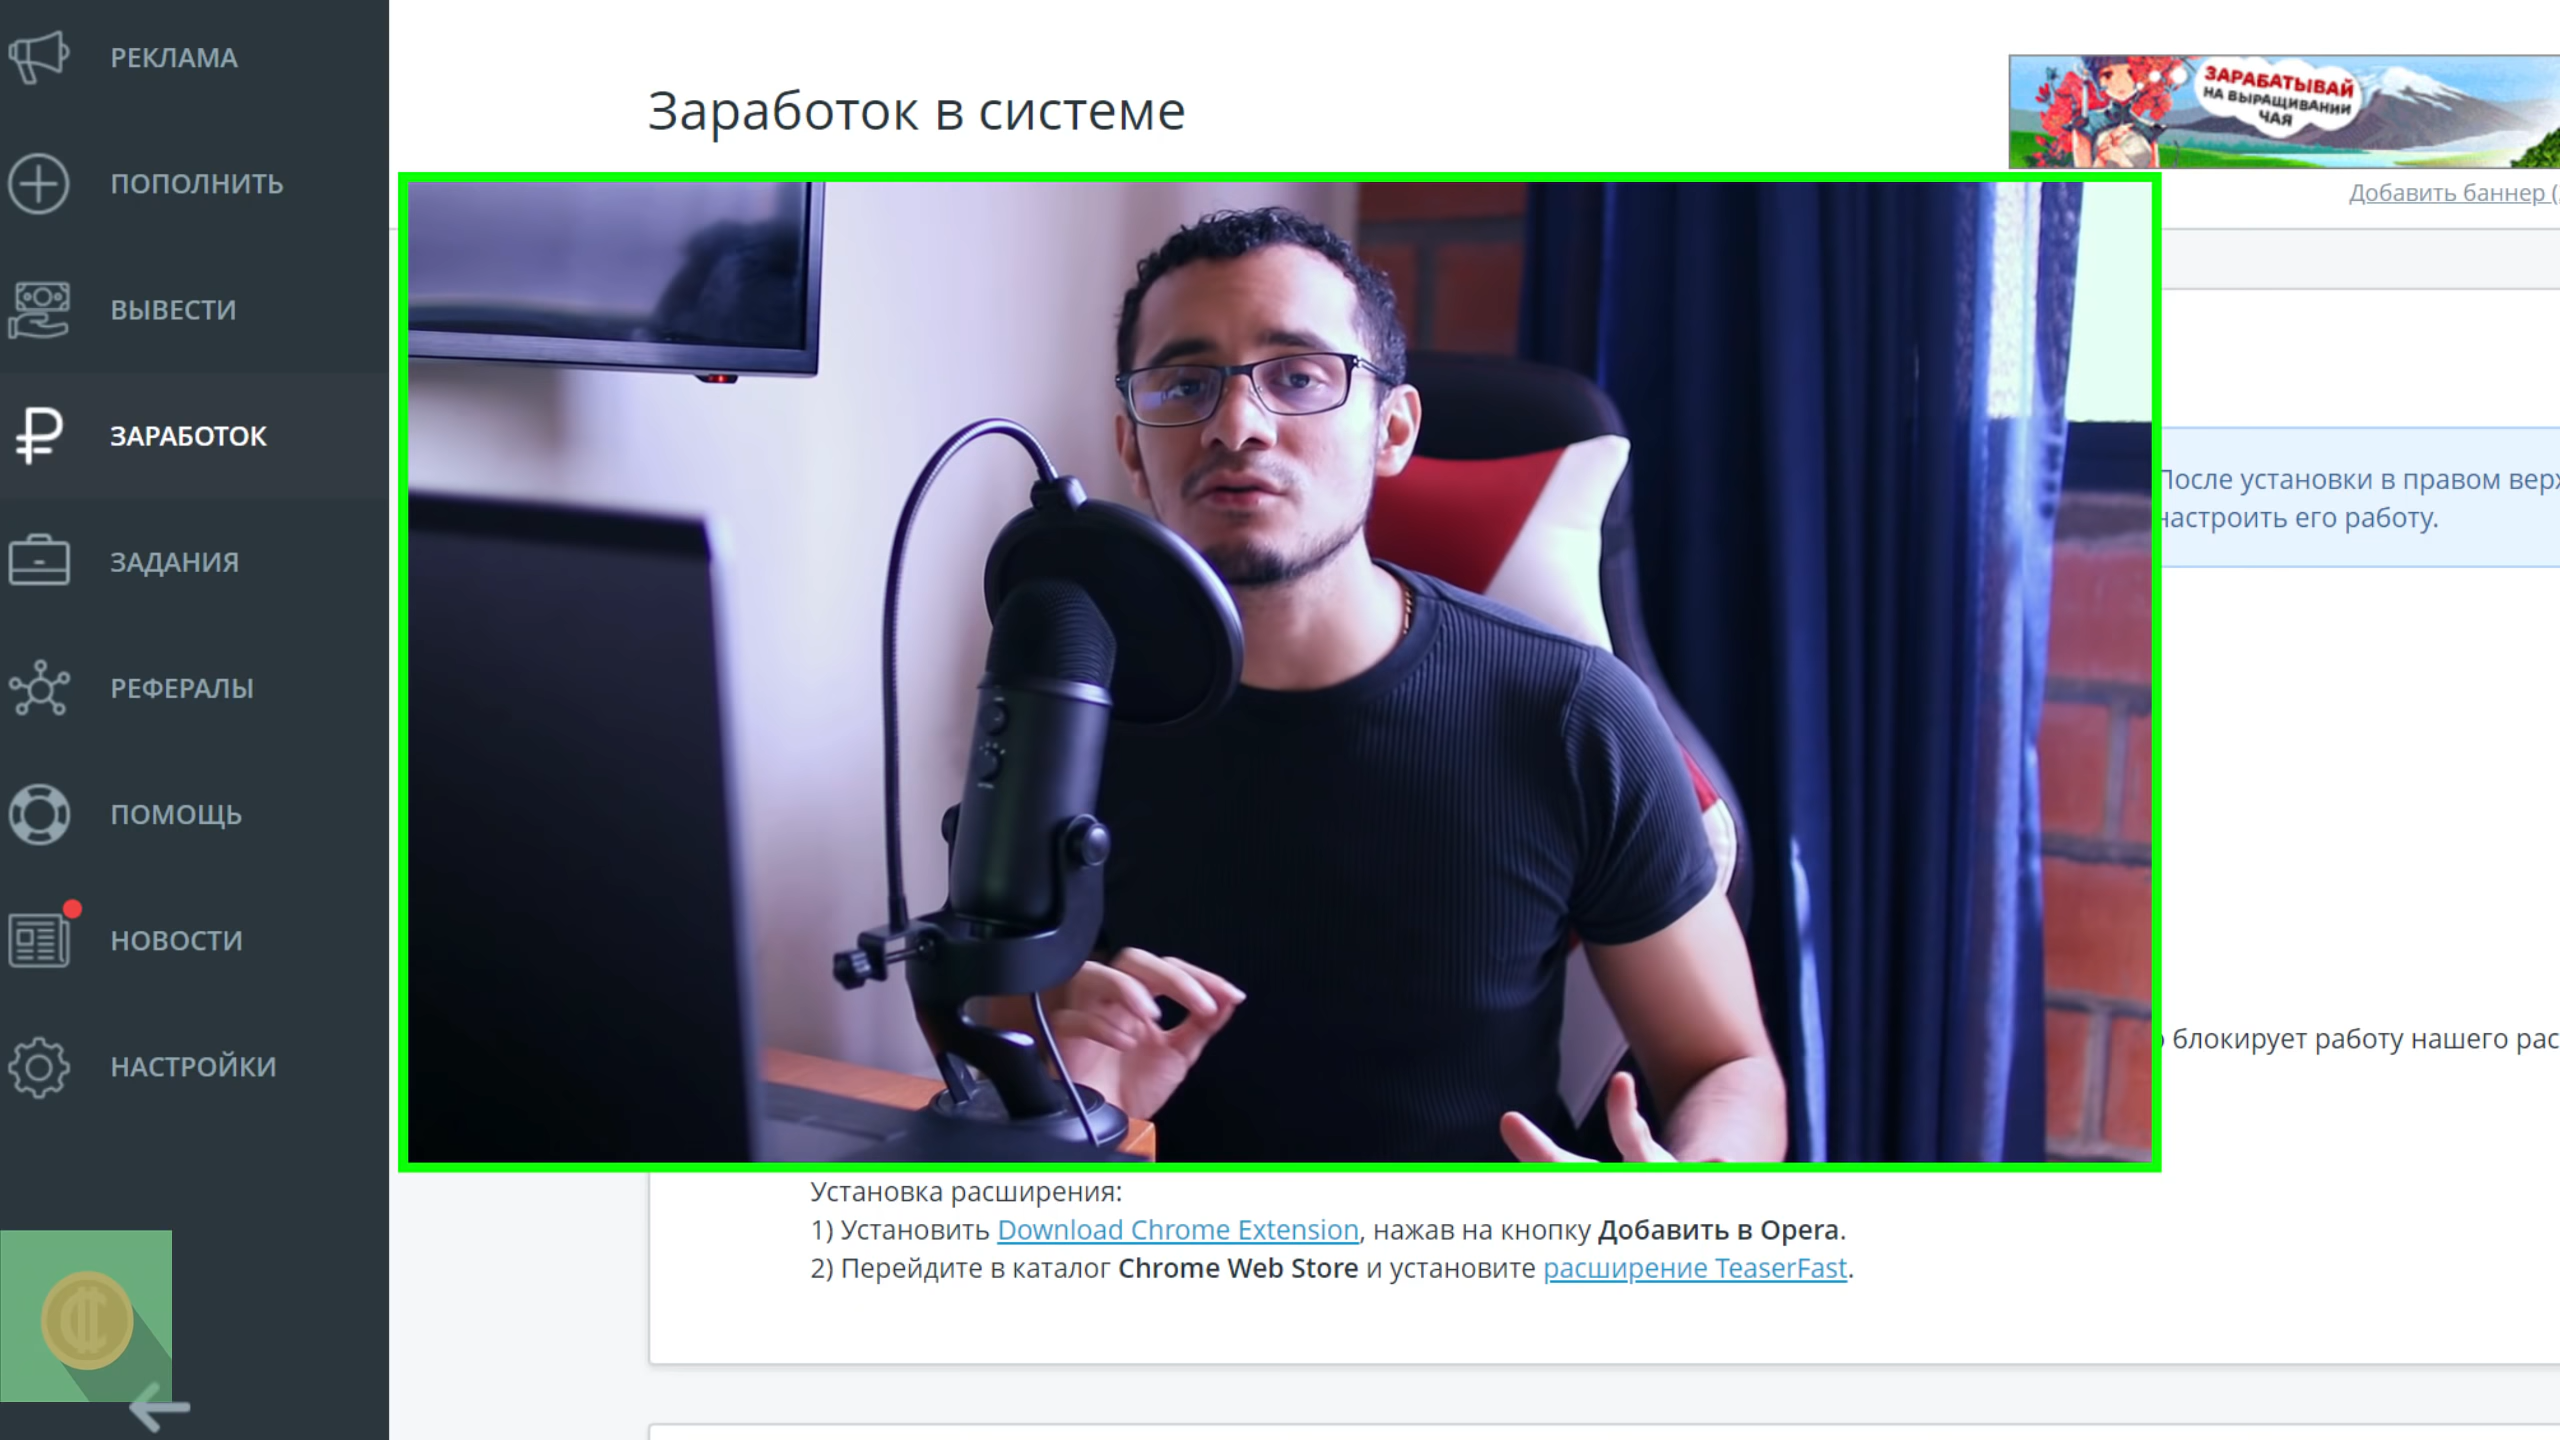 РЕКЛАМА
ПОПОЛНИТЬ
ВЫВЕСТИ
ЗАРАБОТОК
ЗАДАНИЯ
РЕФЕРАЛЫ
ПОМОЩЬ
НОВОСТИ
НАСТРОЙКИ
Заработок в системе
ЗАРАБАТЫВАЙ
НА ВЫРАЩИВАНИИ
ЧАЯ
Добавить баннер (
После установки в правом верх
настроить его работу.
блокирует работу нашего рас
Установка расширения:
1) Установить Download Chrome Extension, нажав на кнопку Добавить в Opera.
2) Перейдите в каталог Chrome Web Store и установите расширение TeaserFast.